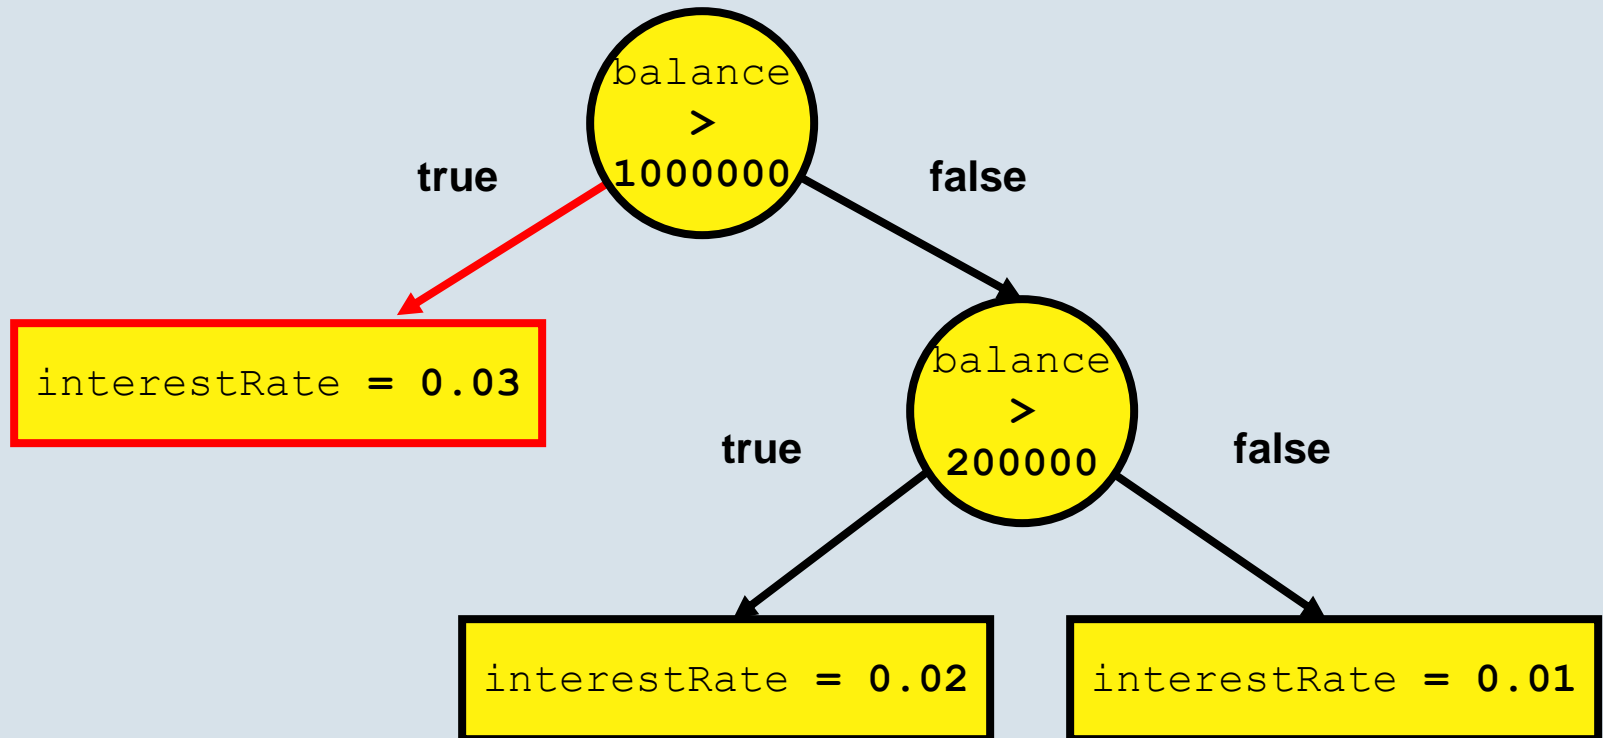 balance
>
1000000
true
false
interestRate = 0.03
balance
>
200000
true
false
interestRate = 0.02
interestRate = 0.01